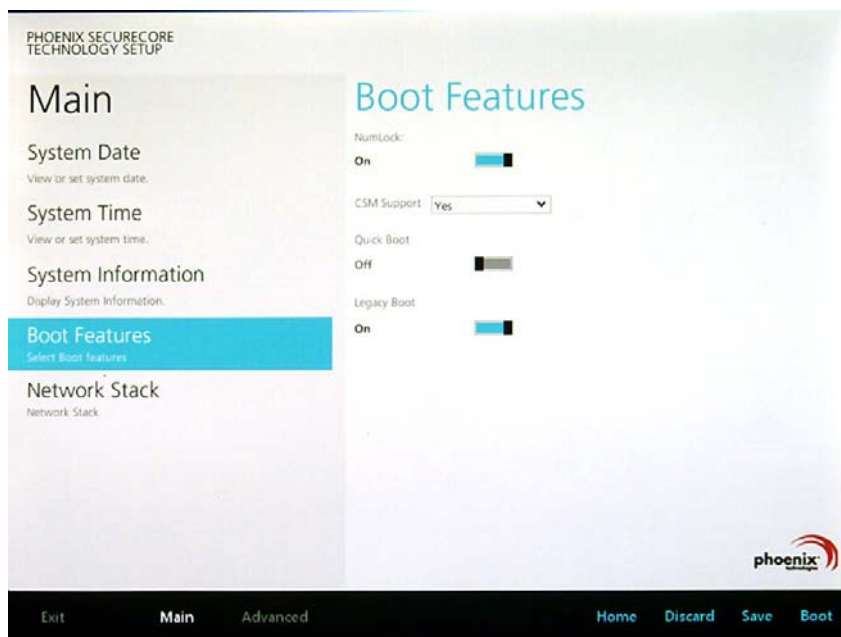 PHOENIX SECURECORE
TECHNOLOGY SETUP
Main
System Date
View or set system date.
System Time
View or set system time.
System Information
Display System Information.
Boot Features
Select Boot features
Network Stack
Network Stack
Boot Features
NumLock:
On
CSM Support Yes
Quick Boot
Off
Legacy Boot
On
phoenix
technologies
Exit Main Advanced Home Discard Save Boot